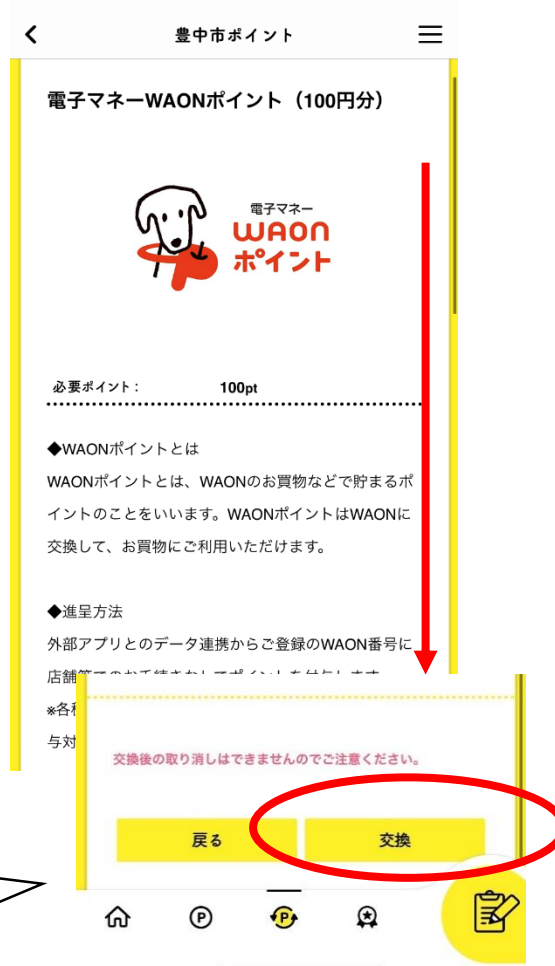 豊中市ポイント
電子マネーWAONポイント（100円分）
電子マネー
WAON
ポイント
必要ポイント： 100pt
◆WAONポイントとは
WAONポイントとは、WAONのお買物などで貯まるポ
イントのことをいいます。WAONポイントはWAONに
交換して、お買物にご利用いただけます。
◆進呈方法
外部アプリとのデータ連携からご登録のWAON番号に
店舗
※各種
与対
交換後の取り消しはできませんのでご注意ください。
戻る 交換
P P